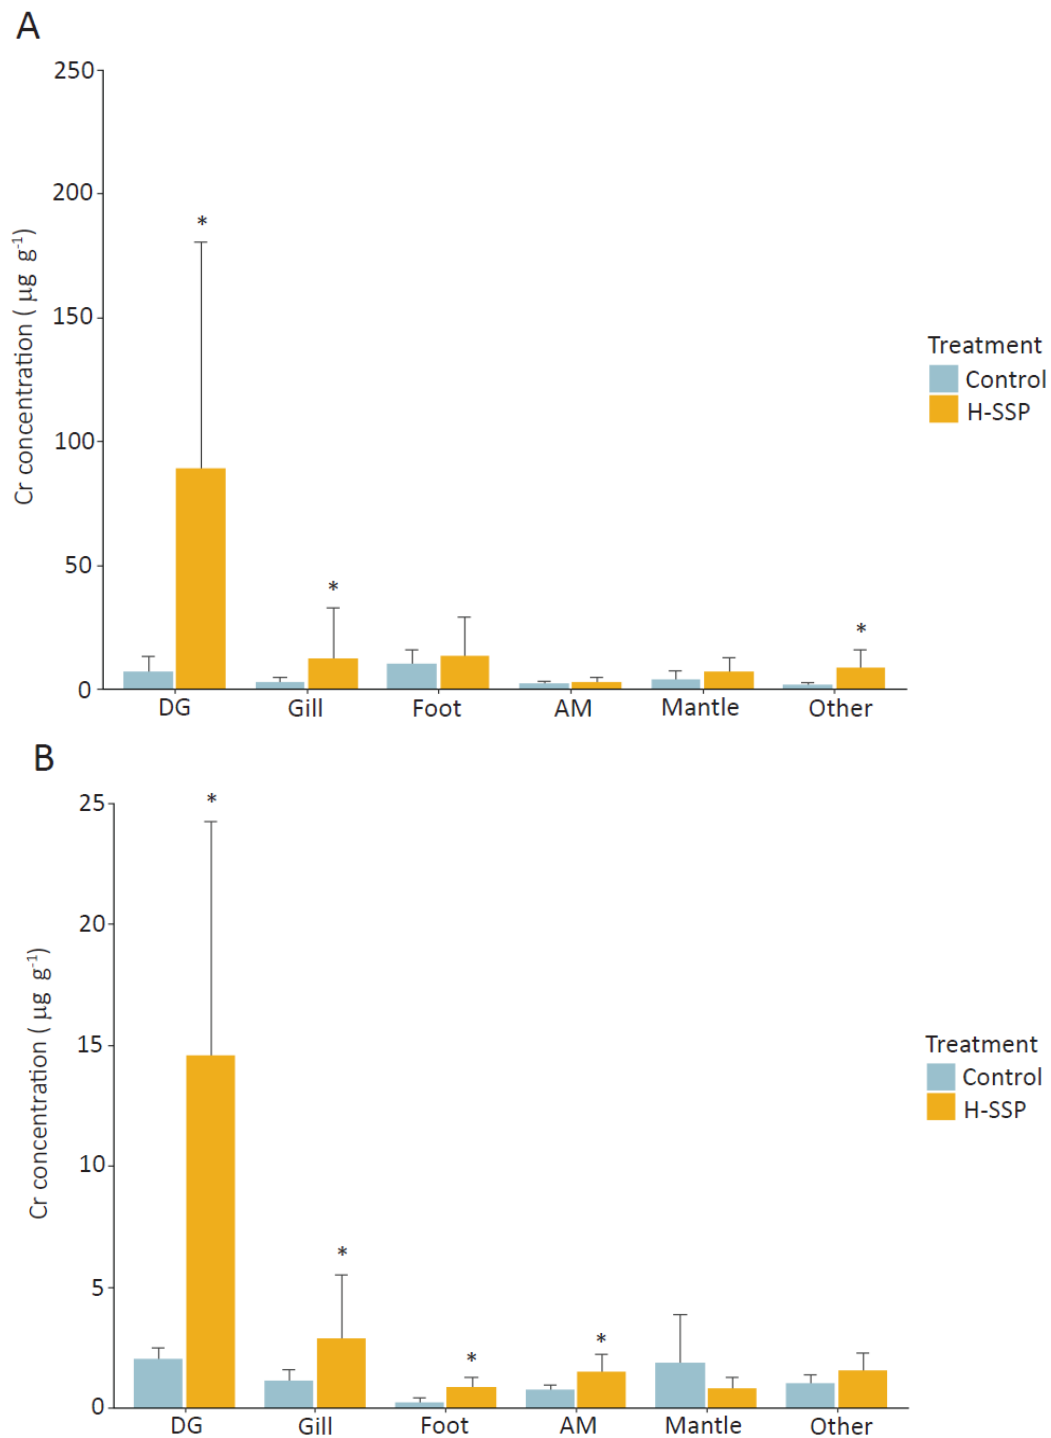 A
250
200
150
100
50
0
Cr concentration ( µg g-1)
*
*
*
DG Gill Foot AM Mantle Other
Treatment
Control
H-SSP
B
25
20
15
10
5
0
Cr concentration ( µg g-1)
*
*
*
*
DG Gill Foot AM Mantle Other
Treatment
Control
H-SSP